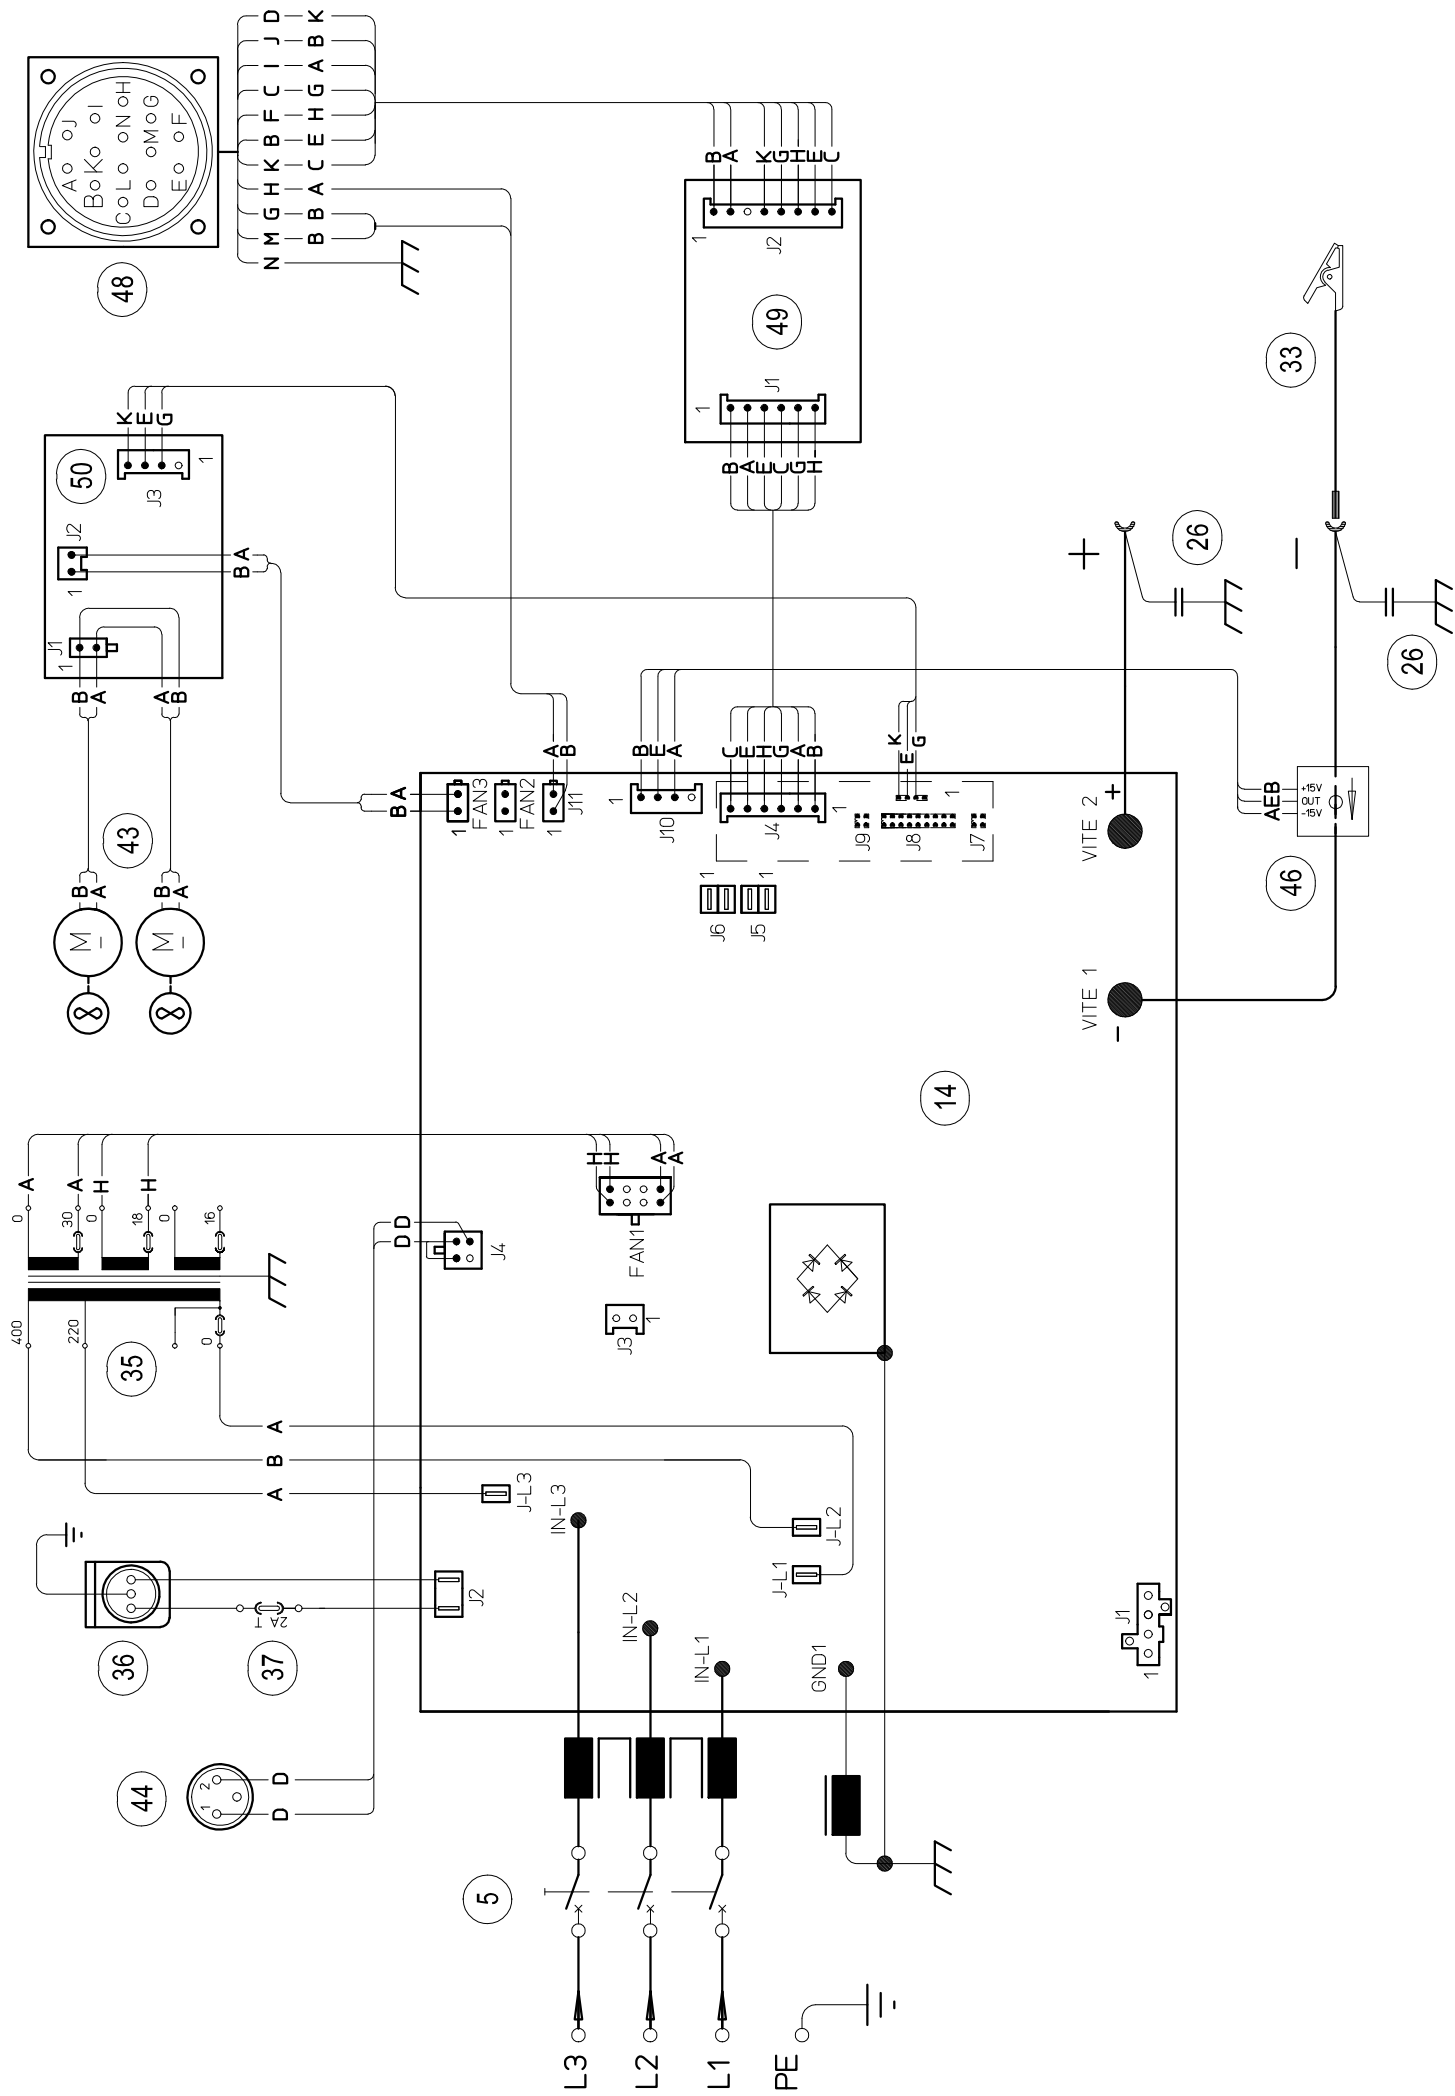 44
1 2
D D
36
37
2AT
35
400 220 0
0 30 0 18 0 16
A A H H
A B A
8
8
M
M
B
A
B
A
43
B
A
A
B
J1
1
50
J2
1
J3
1
K
E
G
B A
48
A J
B K I
C L N H
D M G
E F
N
M B
G B
H A
K C
B E
F H
C G
I A
J B
D K
5
L3
L2
L1
PE
IN-L3
IN-L2
IN-L1
GND1
J2
J-L3
J-L2
J-L1
J1
1
D D
J4
J3
1
FAN1
H
H
A
A
14
B A
1
FAN3
1
FAN2
1
J11
A
B
1
J10
B
E
A
J4
1
C
E
H
G
A
B
J6
1
J5
1
J9
J8
J7
1
K
E
G
VITE 1
-
VITE 2
+
B
A
E
C
G
H
1
J1
49
1
J2
B
A
K
G
H
E
C
46
A E B
+15V
OUT
-15V
+
26
−
26
33